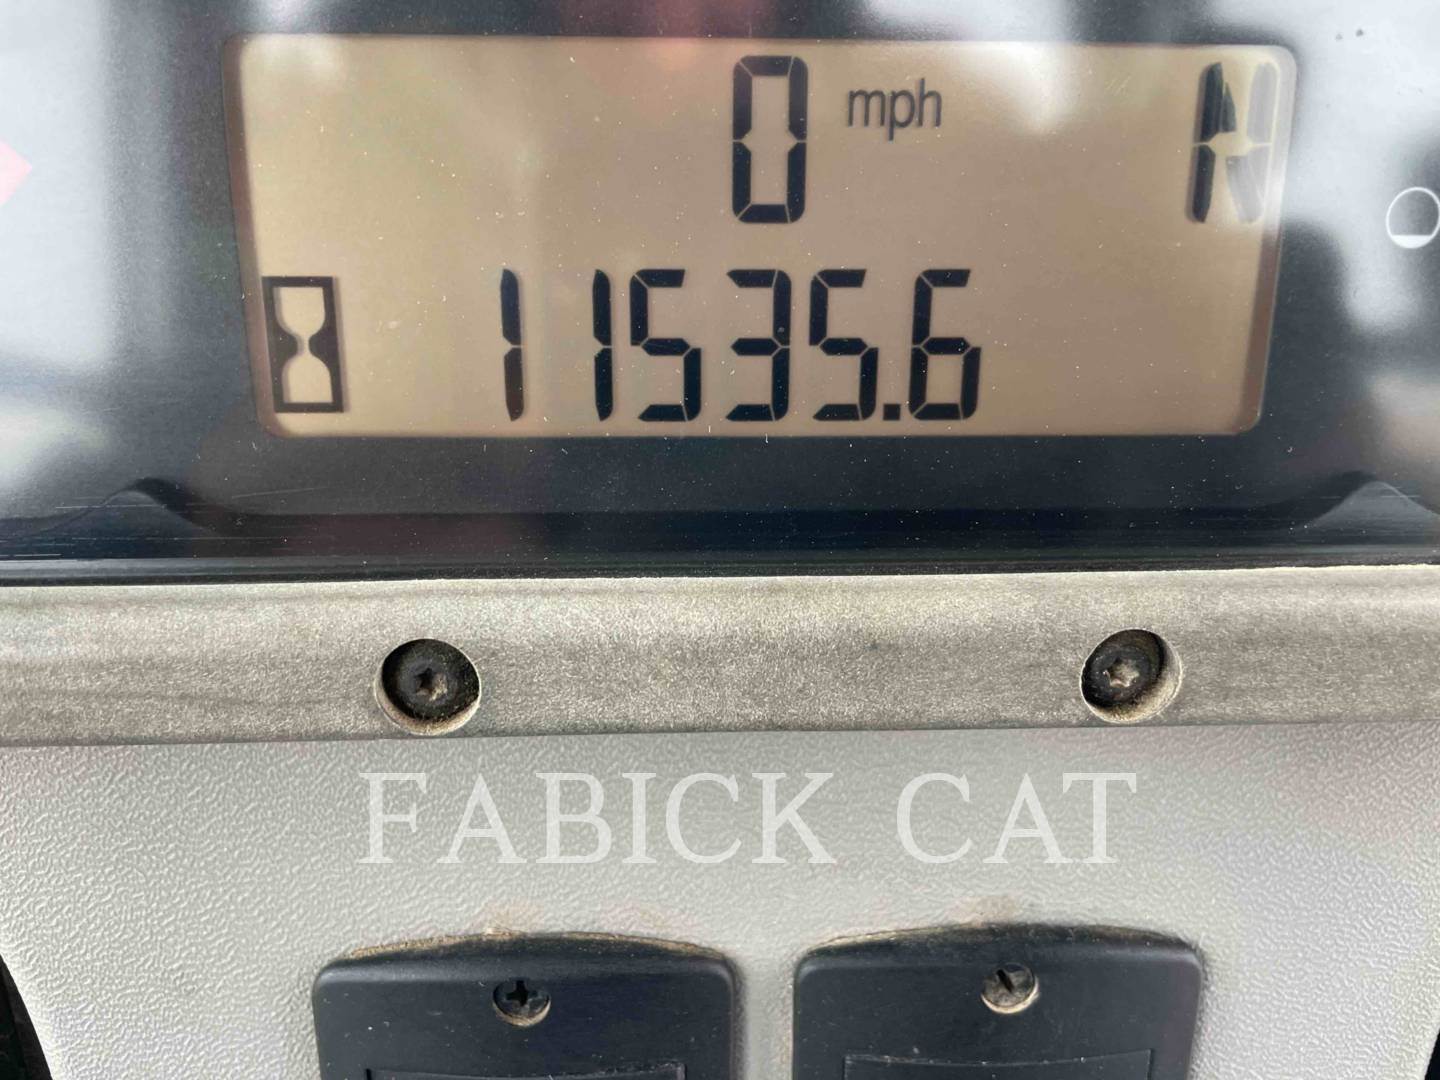 0 mph N
11535.6
FABICK CAT